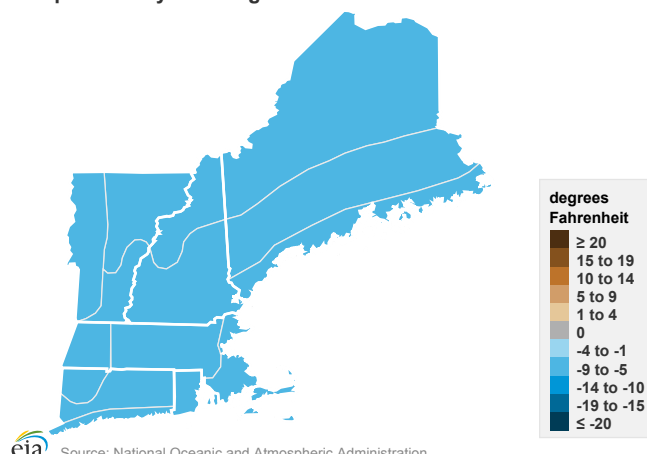 degrees
Fahrenheit
≥ 20
15 to 19
10 to 14
5 to 9
1 to 4
0
-4 to -1
-9 to -5
-14 to -10
-19 to -15
≤ -20
eia Source: National Oceanic and Atmospheric Administration